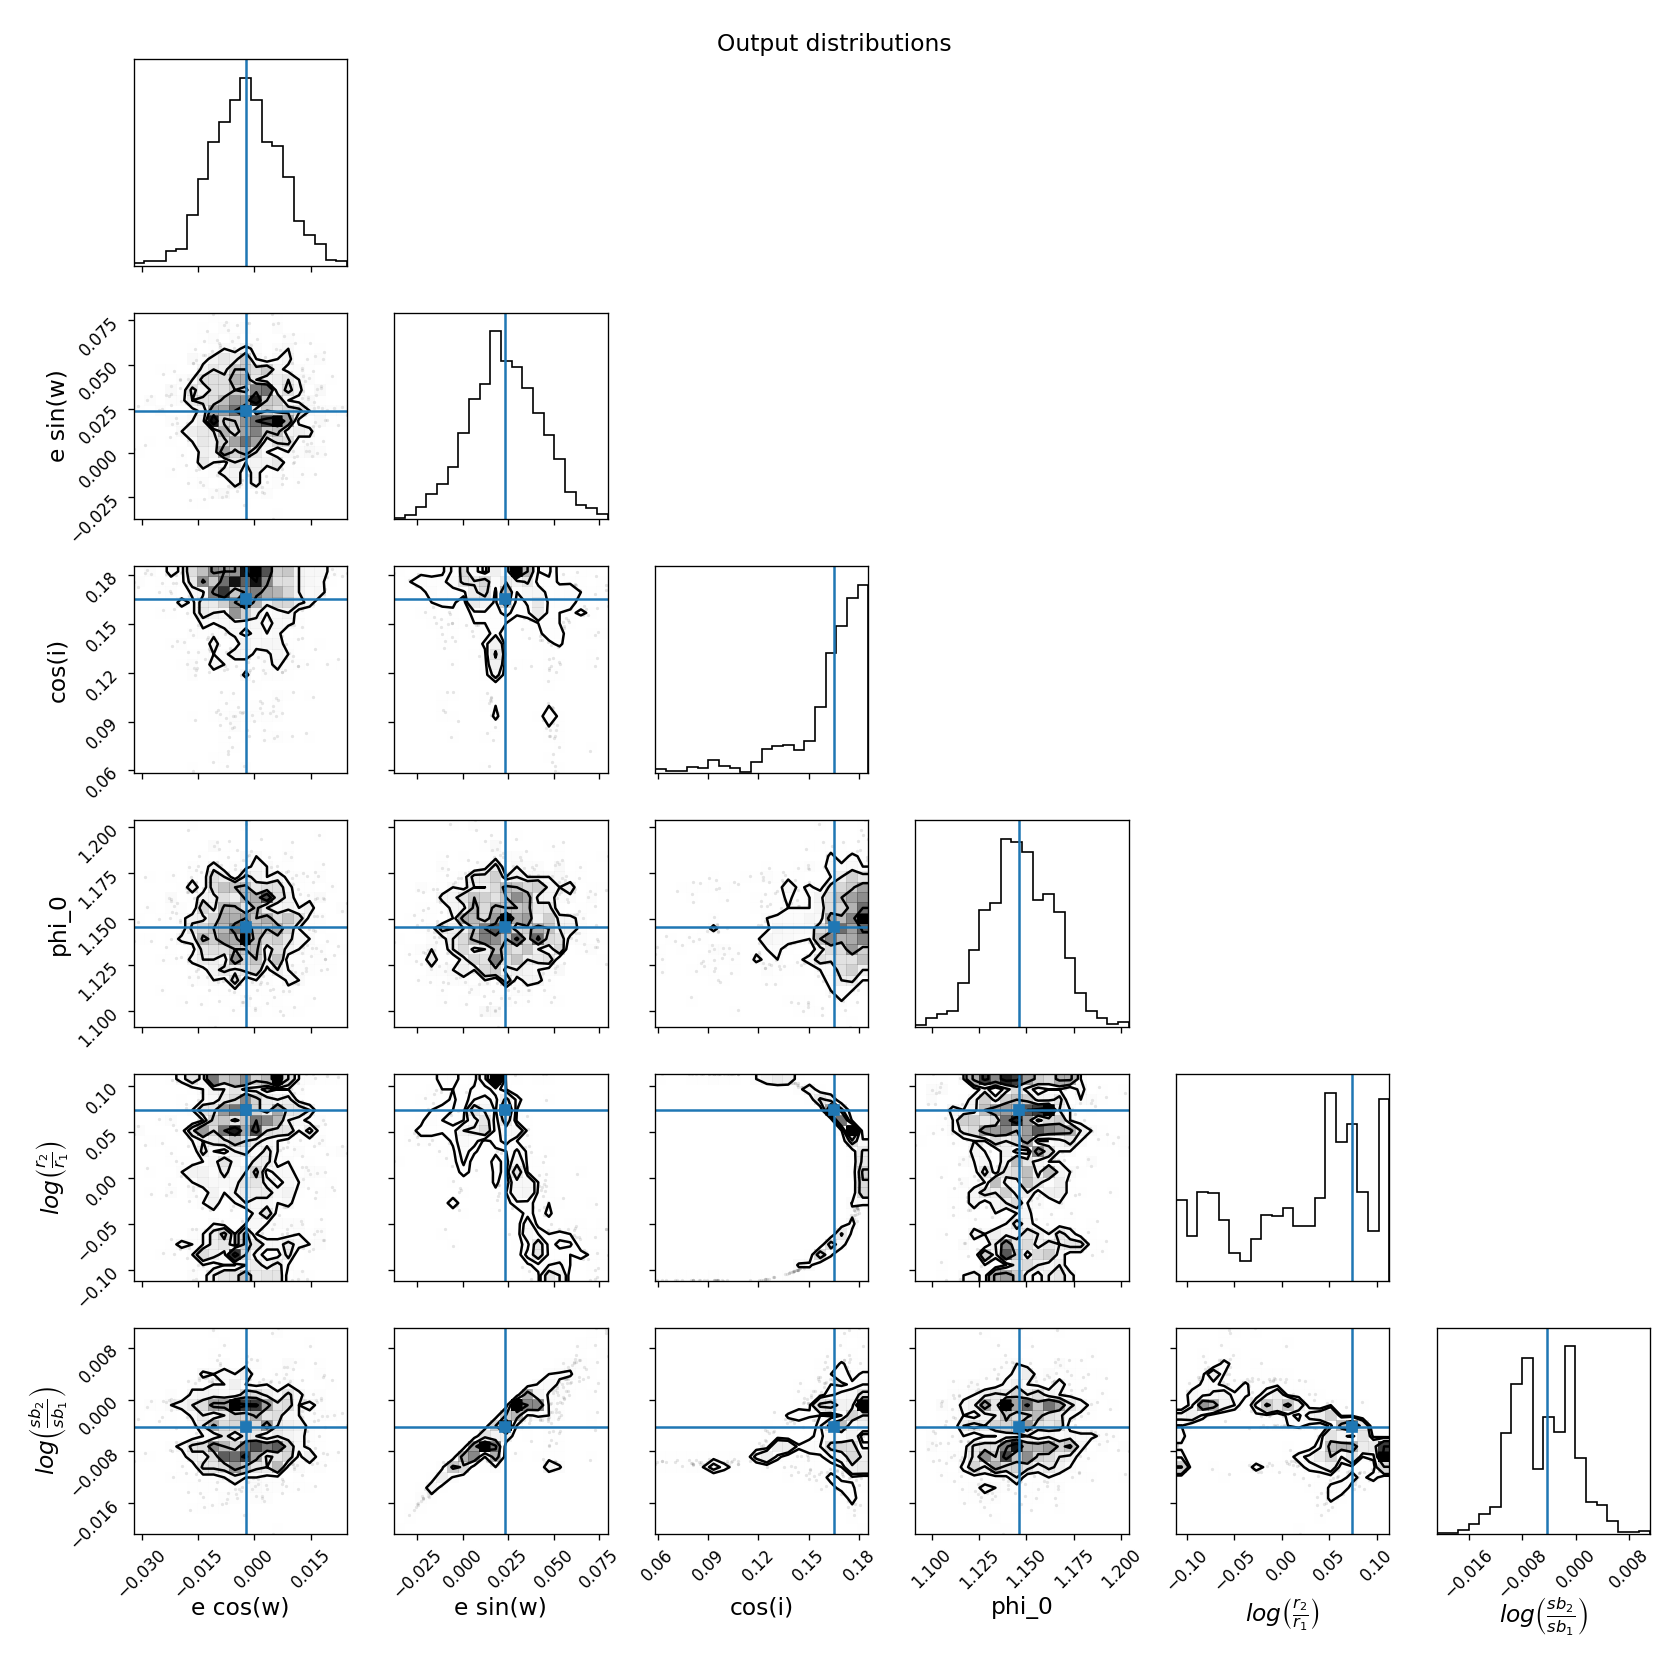 Output distributions
e sin(w)
0.075
0.050
0.025
0.000
−0.025
cos(i)
0.18
0.15
0.12
0.09
0.06
phi_0
1.200
1.175
1.150
1.125
1.100
log(r₂/r₁)
0.10
0.05
0.00
−0.05
−0.10
log(sb₂/sb₁)
0.008
0.000
−0.008
−0.016
−0.030 −0.015 0.000 0.015
e cos(w)
−0.025 0.000 0.025 0.050 0.075
e sin(w)
0.06 0.09 0.12 0.15 0.18
cos(i)
1.100 1.125 1.150 1.175 1.200
phi_0
−0.10 −0.05 0.00 0.05 0.10
log(r₂/r₁)
−0.016 −0.008 0.000 0.008
log(sb₂/sb₁)